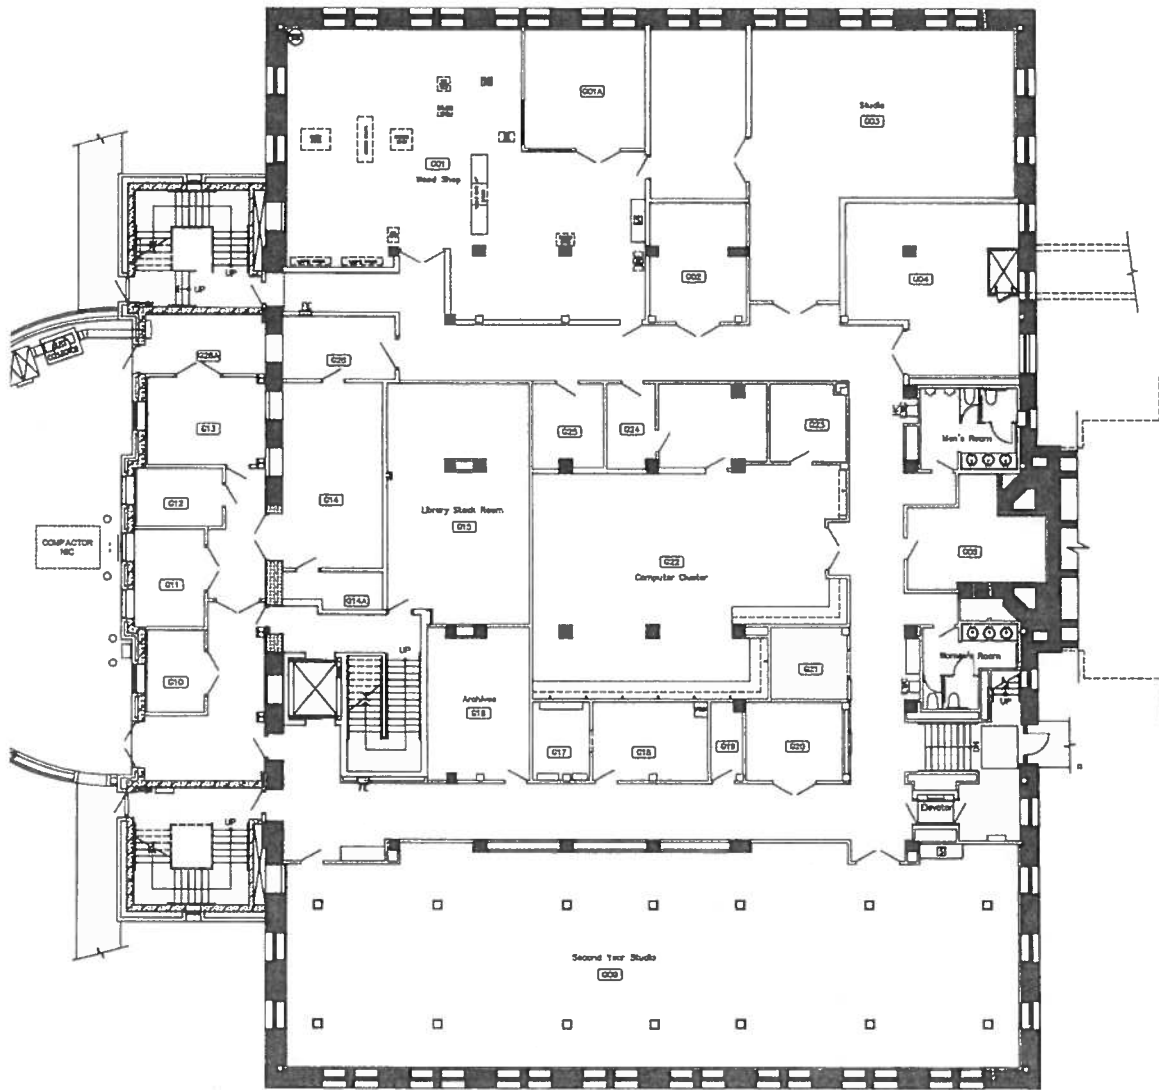 G01A
Studio
G03
G01
Wood Shop
UP
UP
G02
G04
G26A
G26
G13
G25
G24
G23
Men's Room
G12
G14
Library Stack Room
G15
COMPACTOR
NIC
G22
Computer Cluster
G11
G14A
UP
Women's Room
G10
G21
UP
Archives
G16
G17
G18
G19
G20
DN
UP
Elevator
Second Year Studio
G09